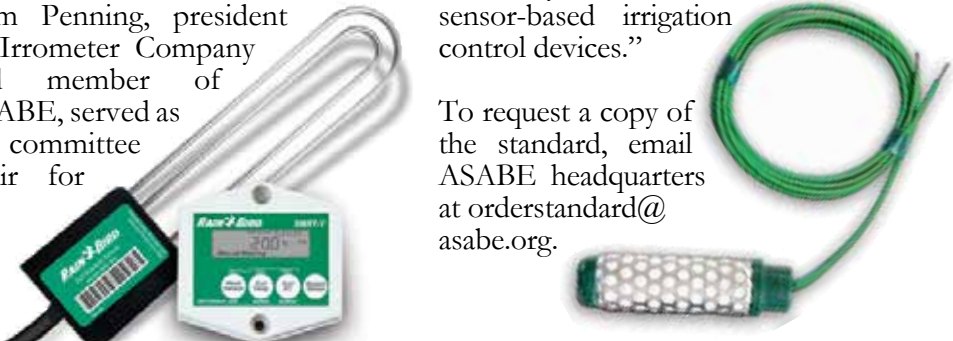 m Penning, president
Irrometer Company
member of
ABE, served as
committee
ir for
sensor-based irrigation
control devices.”
To request a copy of
the standard, email
ASABE headquarters
at orderstandard@
asabe.org.
RAIN BIRD
RAIN BIRD
SMRT-Y